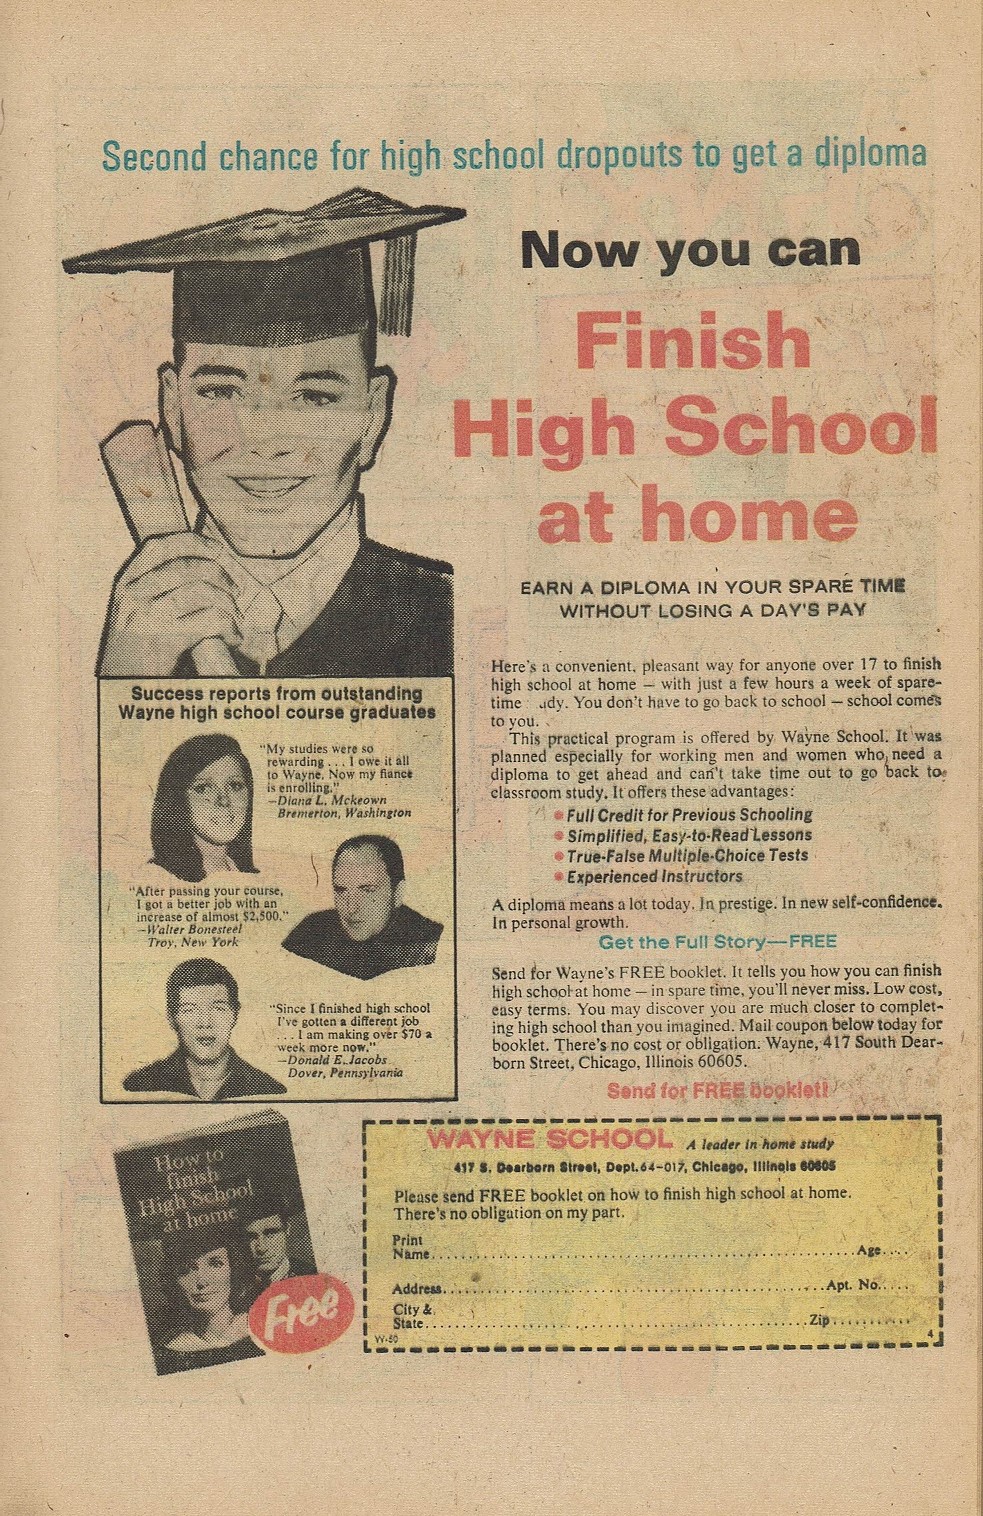 Second chance for high school dropouts to get a diploma
Now you can
Finish
High School
at home
EARN A DIPLOMA IN YOUR SPARE TIME
WITHOUT LOSING A DAY'S PAY
Here's a convenient, pleasant way for anyone over 17 to finish
high school at home — with just a few hours a week of spare-
time udy. You don't have to go back to school — school comes
to you.
This practical program is offered by Wayne School. It was
planned especially for working men and women who need a
diploma to get ahead and can't take time out to go back to
classroom study. It offers these advantages:
• Full Credit for Previous Schooling
• Simplified, Easy-to-Read Lessons
• True-False Multiple-Choice Tests
• Experienced Instructors
A diploma means a lot today. In prestige. In new self-confidence.
In personal growth.
Get the Full Story—FREE
Send for Wayne's FREE booklet. It tells you how you can finish
high school at home — in spare time, you'll never miss. Low cost,
easy terms. You may discover you are much closer to complet-
ing high school than you imagined. Mail coupon below today for
booklet. There's no cost or obligation. Wayne, 417 South Dear-
born Street, Chicago, Illinois 60605.
Send for FREE booklet!
Success reports from outstanding
Wayne high school course graduates
"My studies were so
rewarding . . . I owe it all
to Wayne. Now my fiance
is enrolling."
—Diana L. Mckeown
Bremerton, Washington
"After passing your course,
I got a better job with an
increase of almost $2,500."
—Walter Bonesteel
Troy, New York
"Since I finished high school
I've gotten a different job
. . . I am making over $70 a
week more now."
—Donald E. Jacobs
Dover, Pennsylvania
How to
finish
High School
at home
Free
WAYNE SCHOOL A leader in home study
417 S. Dearborn Street, Dept. 64-017, Chicago, Illinois 60605
Please send FREE booklet on how to finish high school at home.
There's no obligation on my part.
Print
Name Age
Address Apt. No.
City &
State Zip
W-50 4